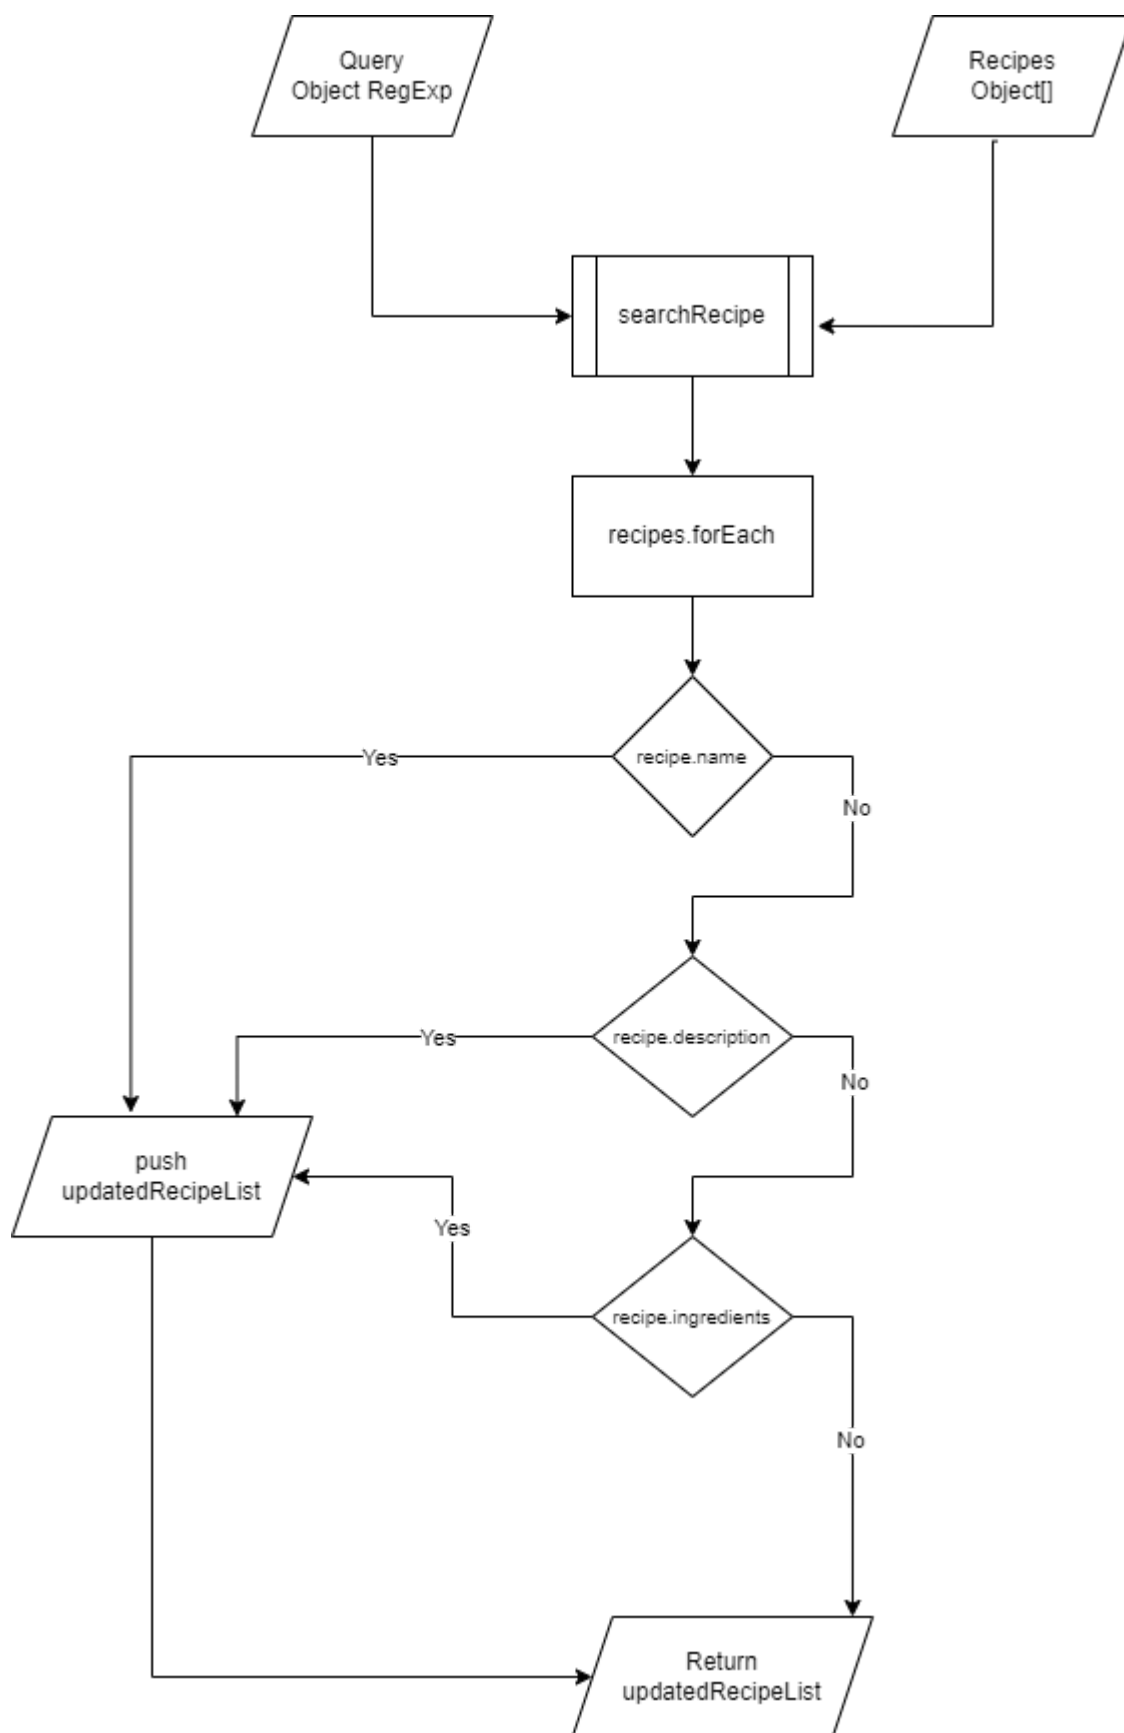 Query
Object RegExp
Recipes
Object[]
searchRecipe
recipes.forEach
recipe.name
Yes
No
recipe.description
Yes
No
push
updatedRecipeList
Yes
recipe.ingredients
No
Return
updatedRecipeList